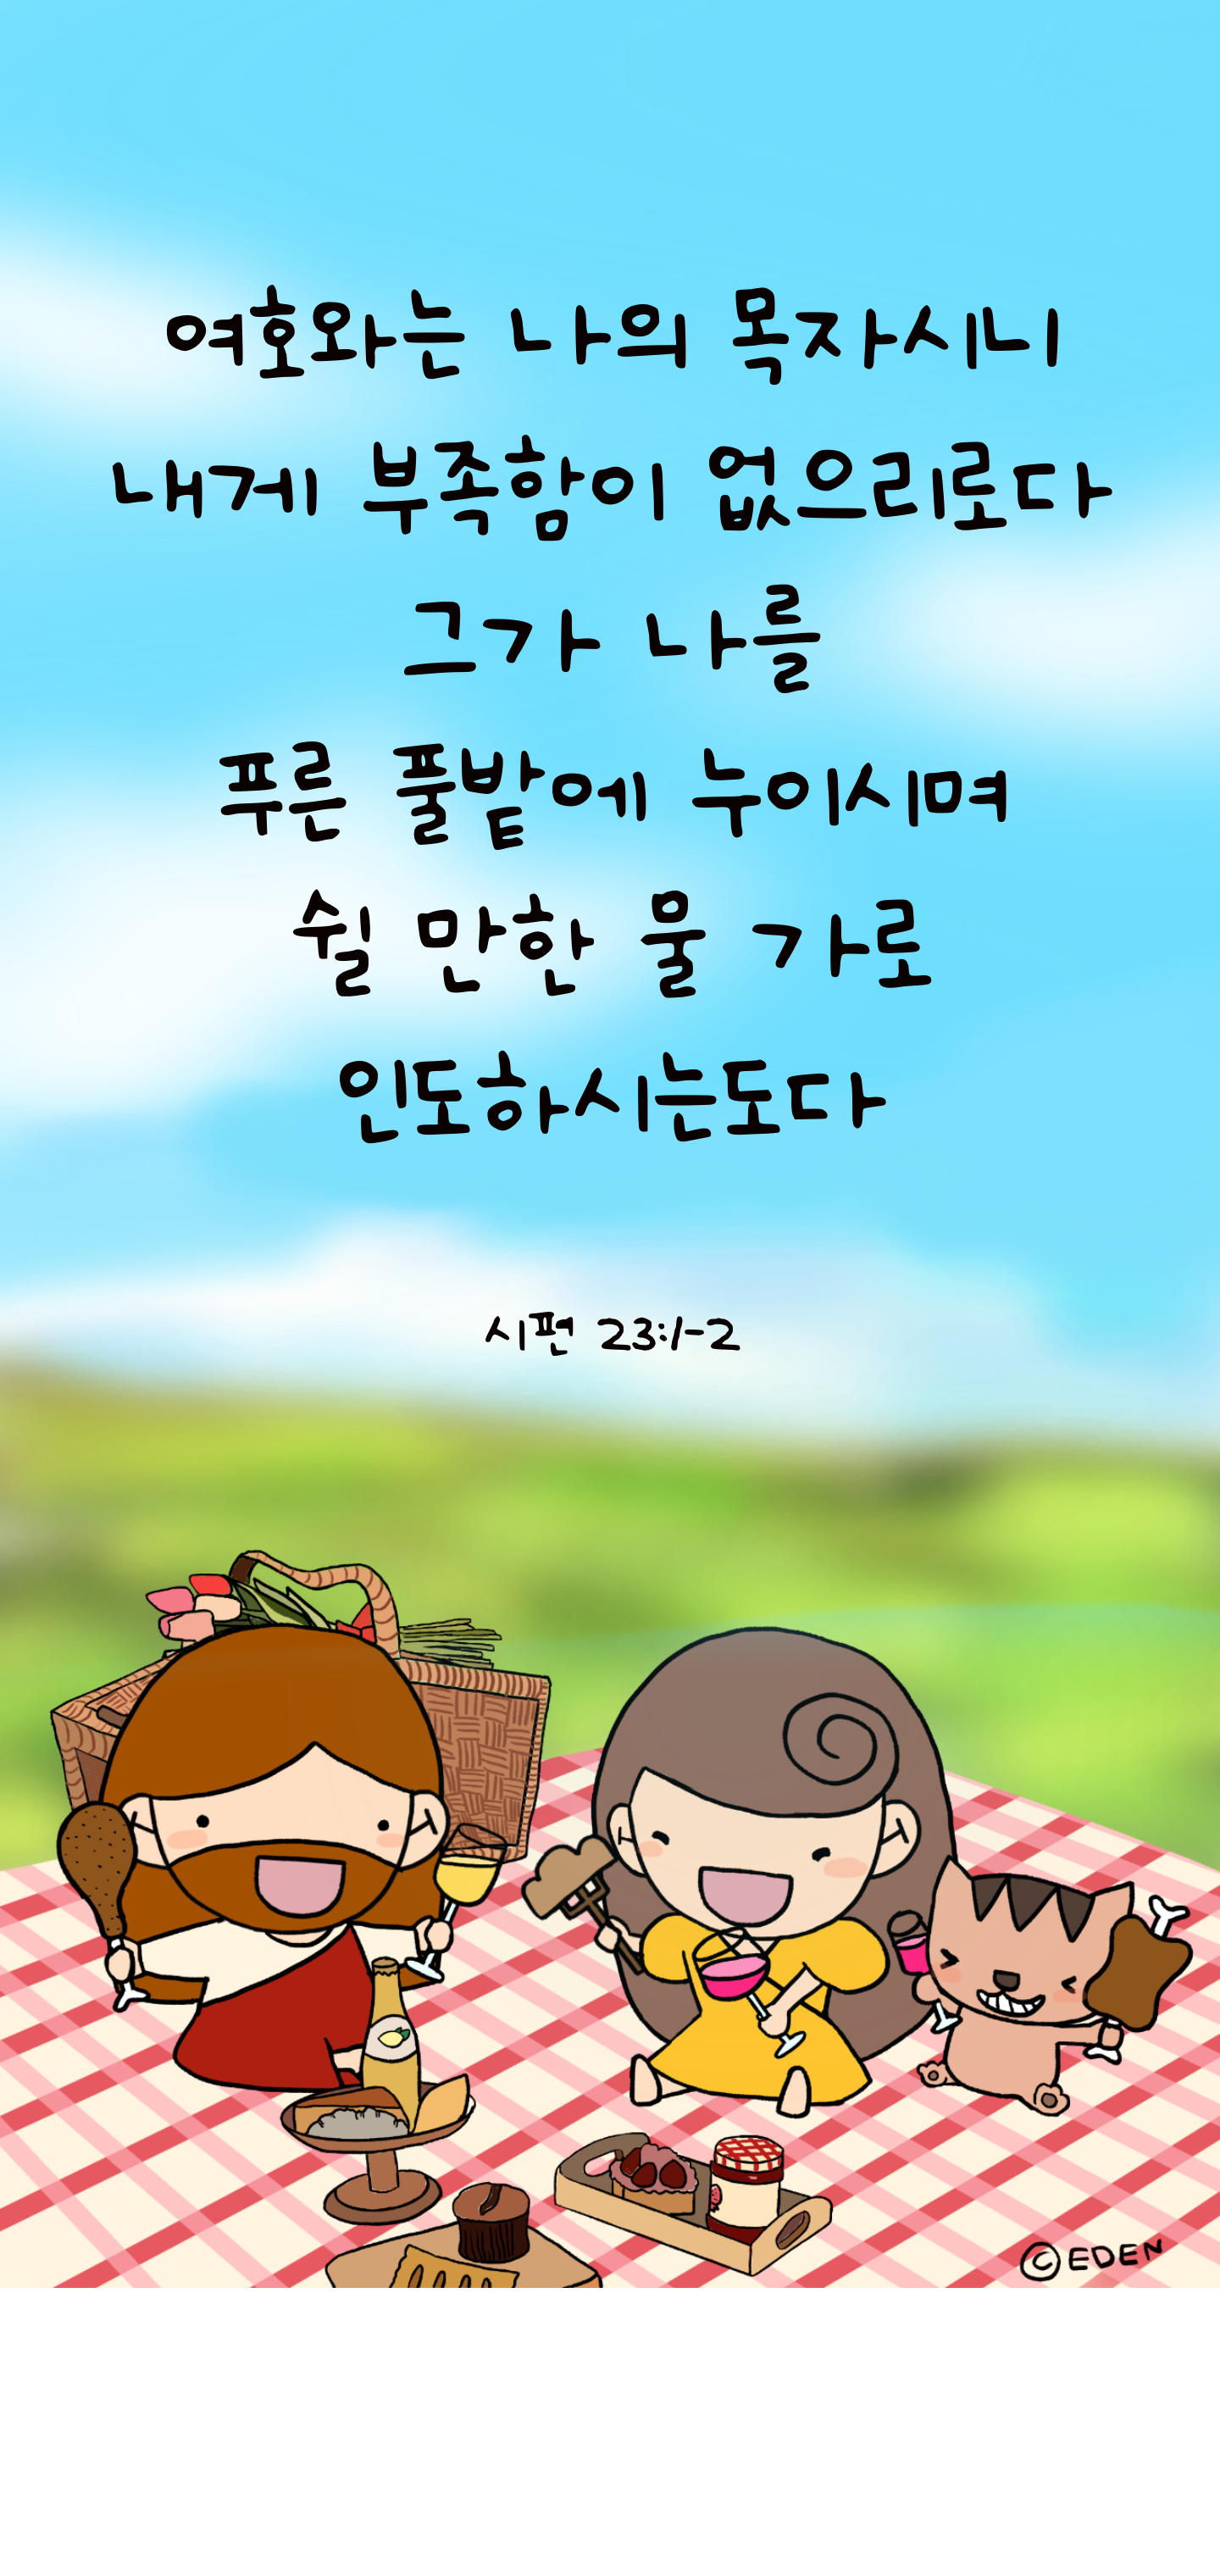 여호와는 나의 목자시니
내게 부족함이 없으리로다
그가 나를
푸른 풀밭에 누이시며
쉴 만한 물 가로
인도하시는도다
시편 23:1-2
©EDEN